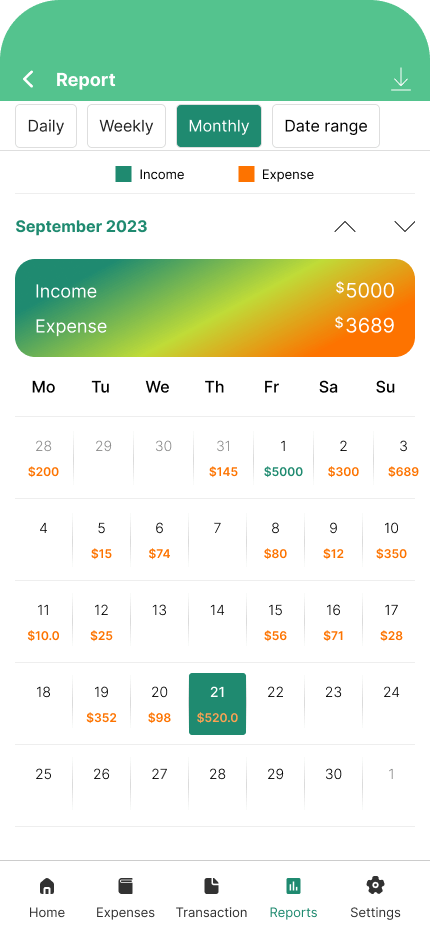 Report
Daily Weekly Monthly Date range
Income Expense
September 2023
Income $5000
Expense $3689
Mo Tu We Th Fr Sa Su
28 29 30 31 1 2 3
$200 $145 $5000 $300 $689
4 5 6 7 8 9 10
$15 $74 $80 $12 $350
11 12 13 14 15 16 17
$10.0 $25 $56 $71 $28
18 19 20 21 22 23 24
$352 $98 $520.0
25 26 27 28 29 30 1
Home Expenses Transaction Reports Settings